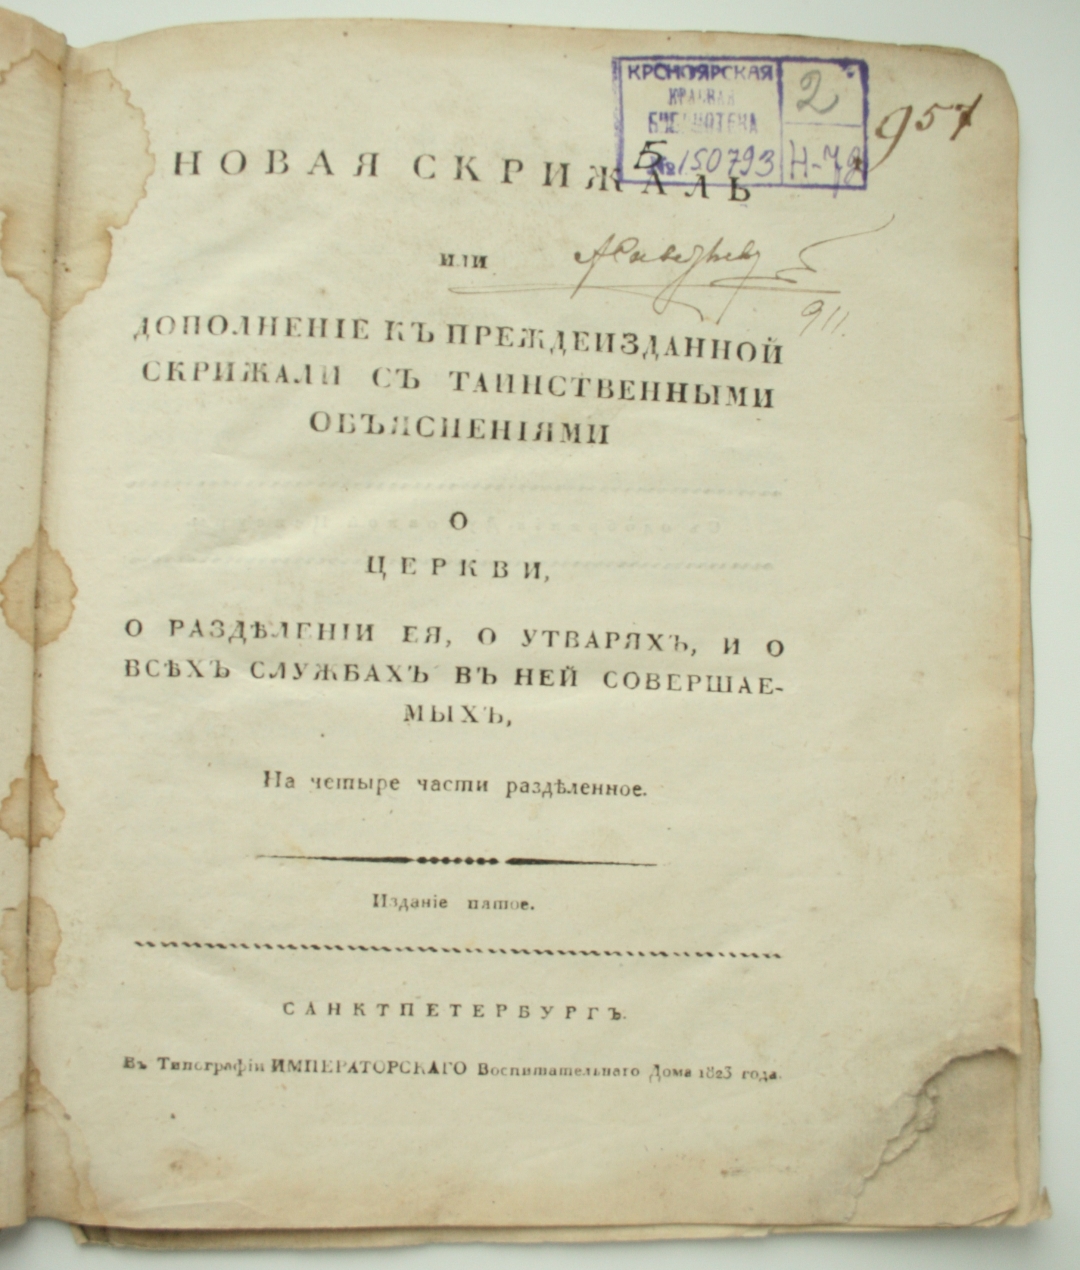 КРСНОЯРСКАЯ
КРАЕВАЯ
БИБЛИОТЕКА
Б №150793
2
Н-78
957
НОВАЯ СКРИЖАЛЬ
ИЛИ
911.
ДОПОЛНЕНІЕ КЪ ПРЕЖДЕИЗДАННОЙ
СКРИЖАЛИ СЪ ТАИНСТВЕННЫМИ
ОБЪЯСНЕНІЯМИ
О
ЦЕРКВИ,
О РАЗДѢЛЕНІИ ЕЯ, О УТВАРЯХЪ, И О
ВСѢХЪ СЛУЖБАХЪ ВЪ НЕЙ СОВЕРШАЕ-
МЫХЪ,
На четыре части раздѣленное.
Изданіе пятое.
САНКТПЕТЕРБУРГЪ.
Въ Типографіи ИМПЕРАТОРСКАГО Воспитательнаго Дома 1823 года.